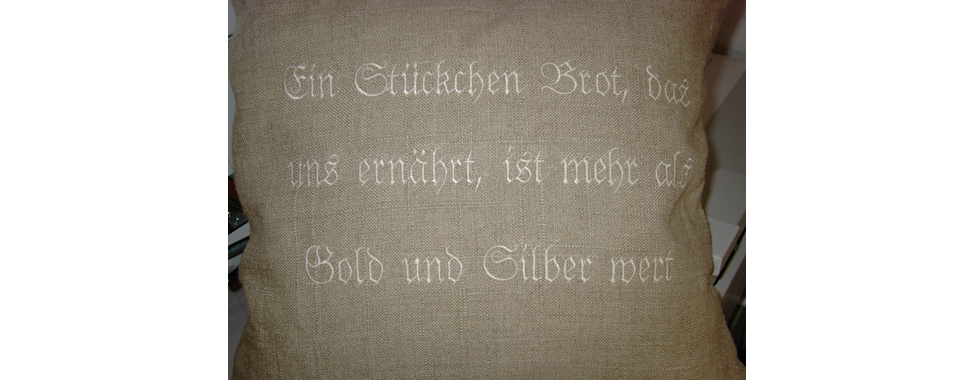 Ein Stückchen Brot, das
uns ernährt, ist mehr als
Gold und Silber wert